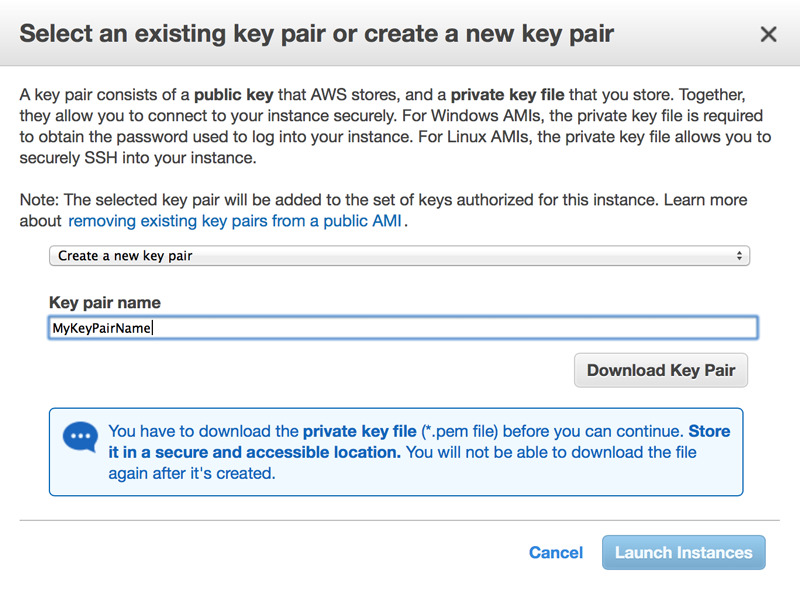 Select an existing key pair or create a new key pair
A key pair consists of a public key that AWS stores, and a private key file that you store. Together,
they allow you to connect to your instance securely. For Windows AMIs, the private key file is required
to obtain the password used to log into your instance. For Linux AMIs, the private key file allows you to
securely SSH into your instance.
Note: The selected key pair will be added to the set of keys authorized for this instance. Learn more
about removing existing key pairs from a public AMI.
Create a new key pair
Key pair name
MyKeyPairName
Download Key Pair
You have to download the private key file (*.pem file) before you can continue. Store
it in a secure and accessible location. You will not be able to download the file
again after it's created.
Cancel Launch Instances